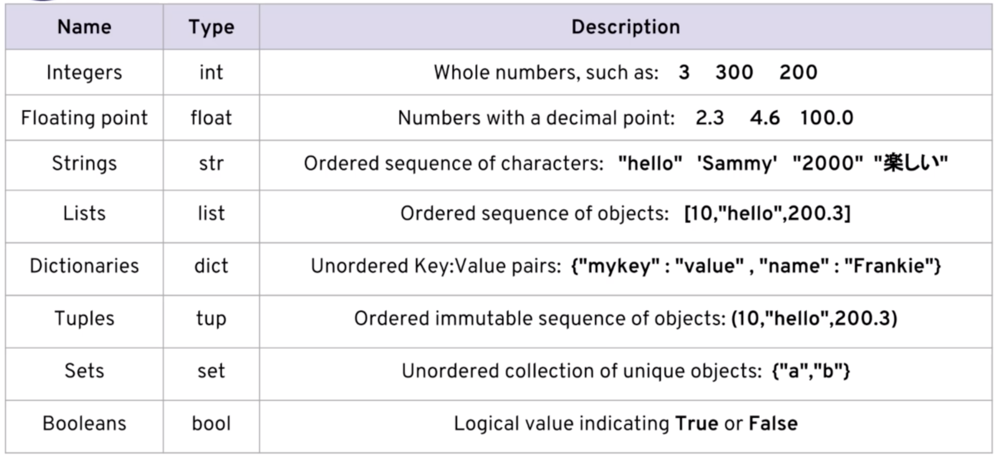 Name Type Description
Integers int Whole numbers, such as: 3 300 200
Floating point float Numbers with a decimal point: 2.3 4.6 100.0
Strings str Ordered sequence of characters: "hello" 'Sammy' "2000" "楽しい"
Lists list Ordered sequence of objects: [10,"hello",200.3]
Dictionaries dict Unordered Key:Value pairs: {"mykey" : "value" , "name" : "Frankie"}
Tuples tup Ordered immutable sequence of objects: (10,"hello",200.3)
Sets set Unordered collection of unique objects: {"a","b"}
Booleans bool Logical value indicating True or False